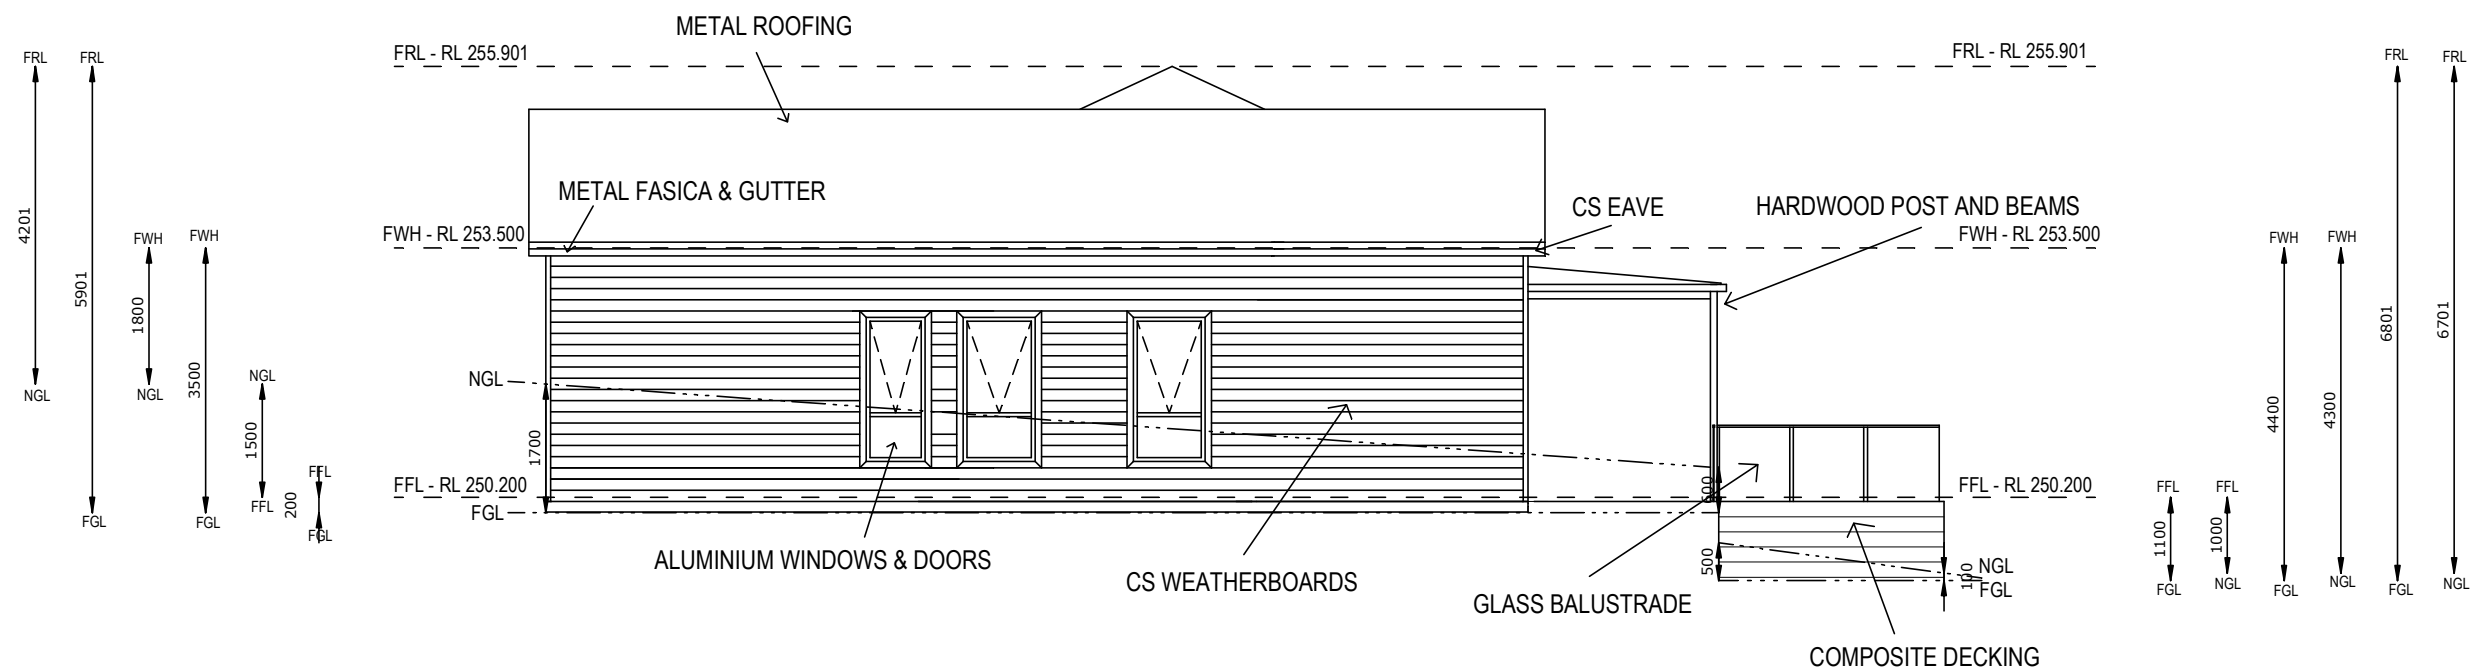 METAL ROOFING
FRL - RL 255.901
FRL - RL 255.901
FRL
FRL
FRL
FRL
METAL FASICA & GUTTER
CS EAVE
HARDWOOD POST AND BEAMS
FWH - RL 253.500
FWH - RL 253.500
4201
5901
FWH
FWH
1800
3500
NGL
NGL
NGL
1500
FFL
FFL
200
FGL
FGL
FGL
NGL
1700
FFL - RL 250.200
FGL
600
FFL - RL 250.200
500
100
NGL
FGL
ALUMINIUM WINDOWS & DOORS
CS WEATHERBOARDS
GLASS BALUSTRADE
COMPOSITE DECKING
FWH
FWH
6801
6701
4400
4300
FFL
FFL
1100
1000
FGL
NGL
FGL
NGL
FGL
NGL